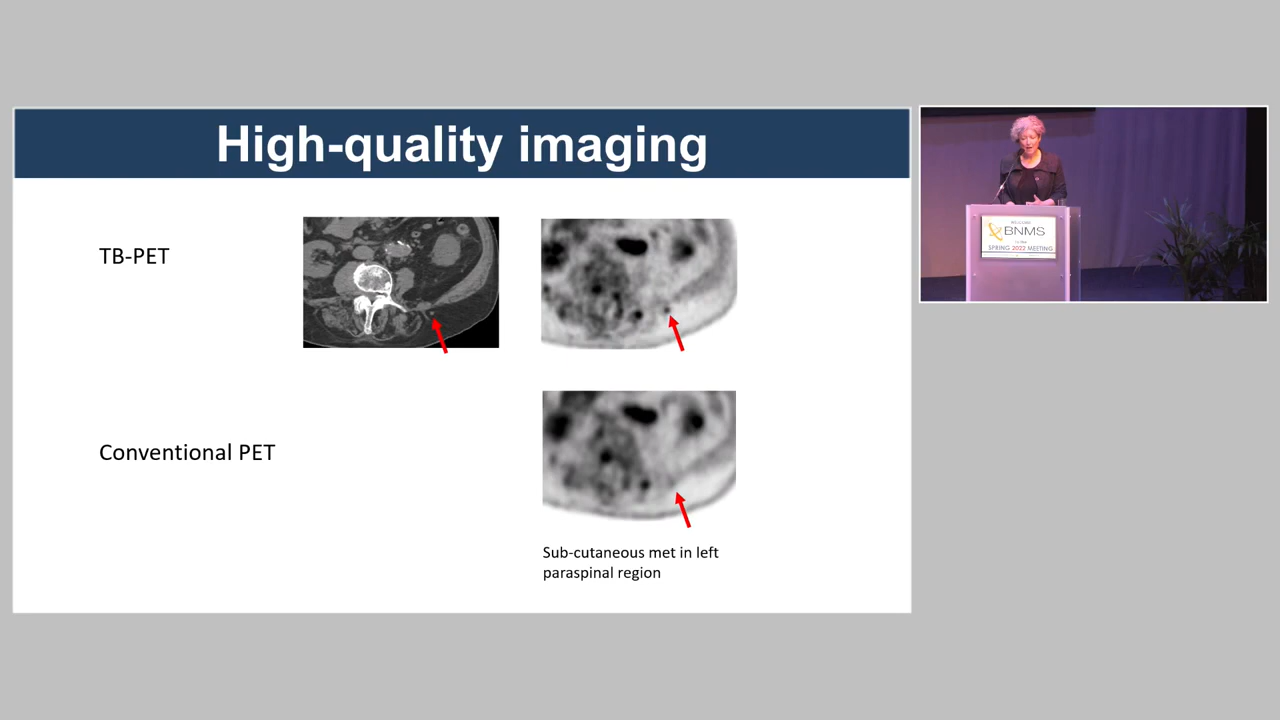 High-quality imaging
TB-PET
Conventional PET
Sub-cutaneous met in left
paraspinal region
BNMS
SPRING 2022 MEETING